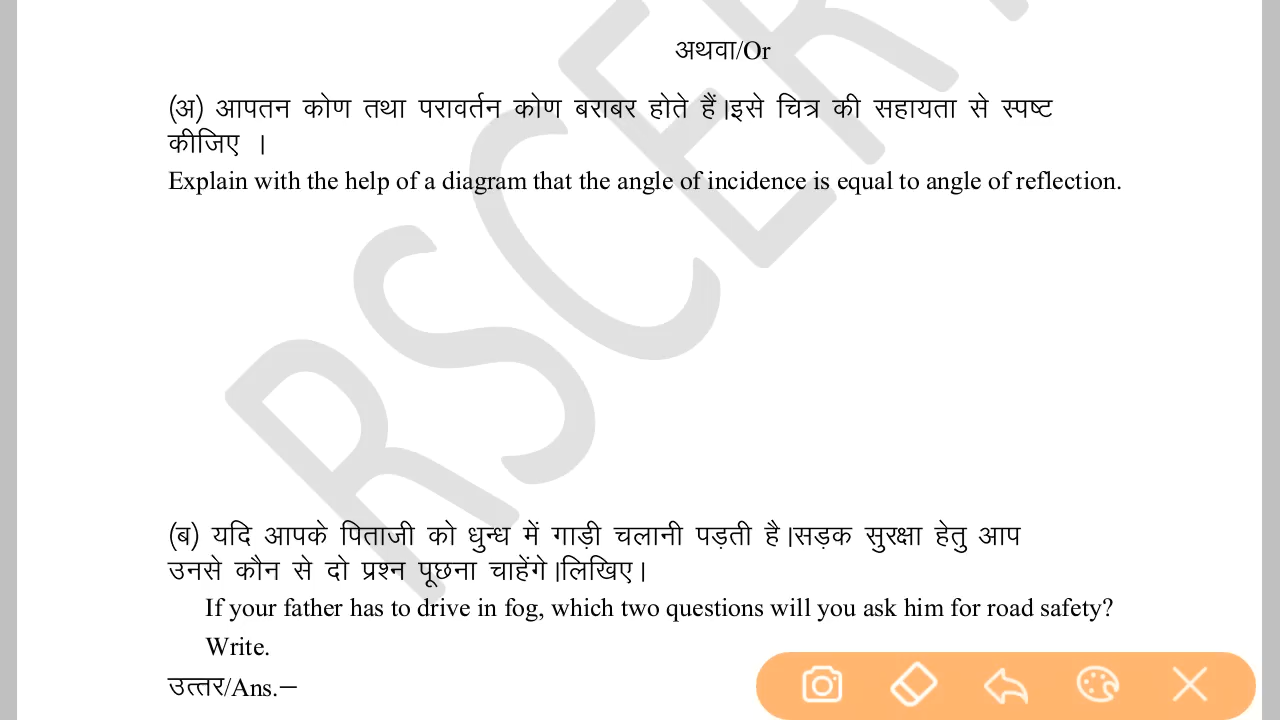 अथवा/Or
(अ) आपतन कोण तथा परावर्तन कोण बराबर होते हैं।इसे चित्र की सहायता से स्पष्ट
कीजिए ।
Explain with the help of a diagram that the angle of incidence is equal to angle of reflection.
RSCER
(ब) यदि आपके पिताजी को धुन्ध में गाड़ी चलानी पड़ती है।सड़क सुरक्षा हेतु आप
उनसे कौन से दो प्रश्न पूछना चाहेंगे।लिखिए।
If your father has to drive in fog, which two questions will you ask him for road safety?
Write.
उत्तर/Ans.–